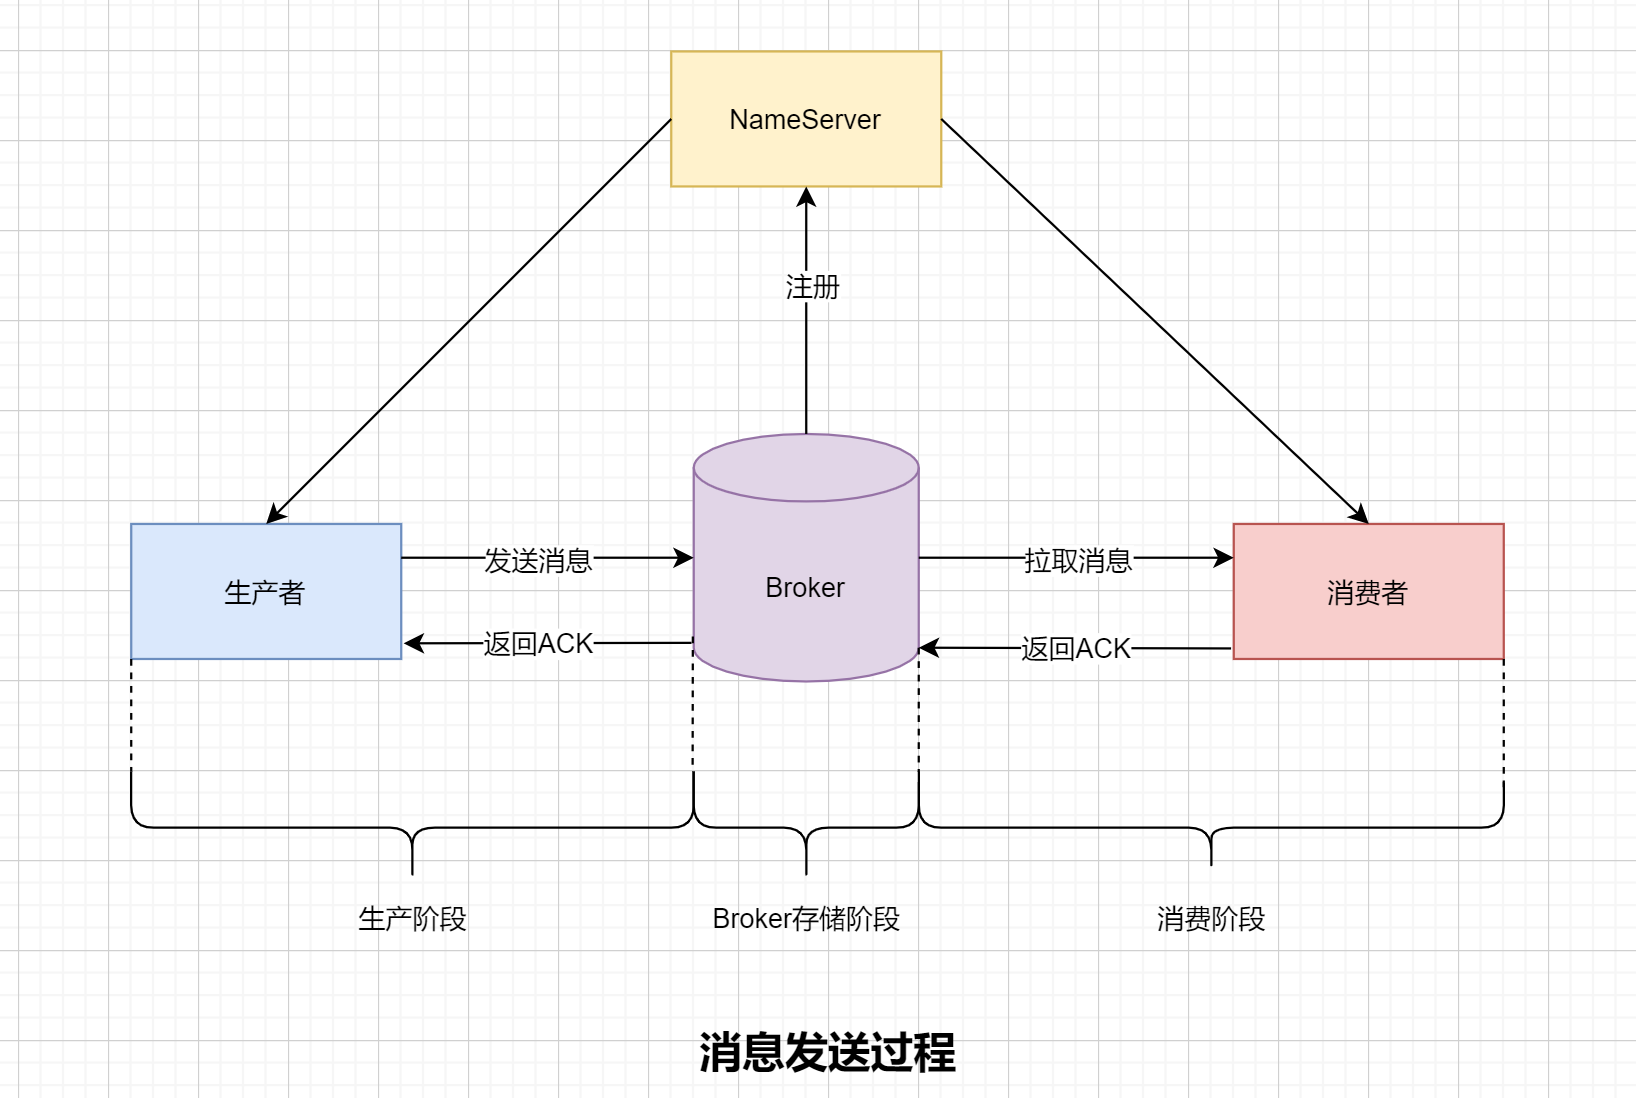 NameServer
注册
发送消息
拉取消息
生产者
Broker
消费者
返回ACK
返回ACK
生产阶段
Broker存储阶段
消费阶段
消息发送过程